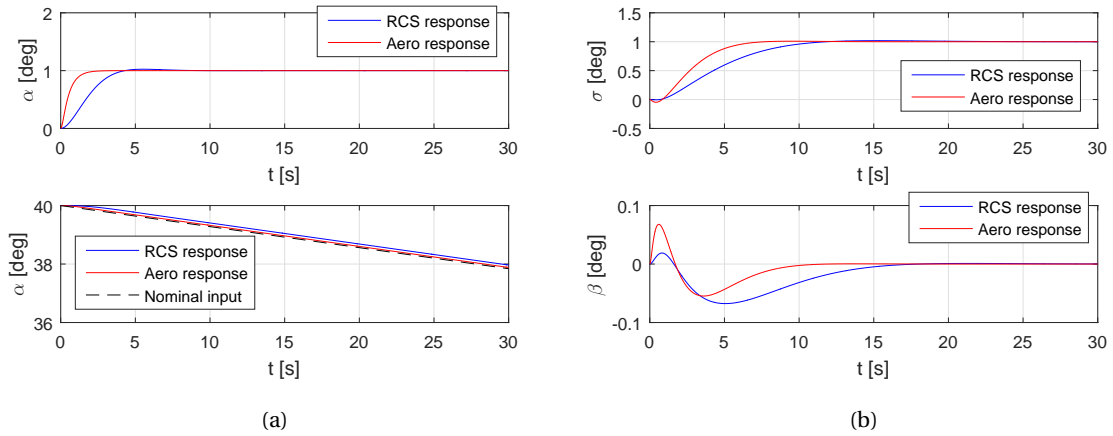 2
1
0
α [deg]
RCS response
Aero response
0 5 10 15 20 25 30
t [s]
40
38
36
α [deg]
RCS response
Aero response
Nominal input
0 5 10 15 20 25 30
t [s]
(a)
1.5
1.0
0.5
0
-0.5
σ [deg]
RCS response
Aero response
0 5 10 15 20 25 30
t [s]
0.1
0
-0.1
β [deg]
RCS response
Aero response
0 5 10 15 20 25 30
t [s]
(b)